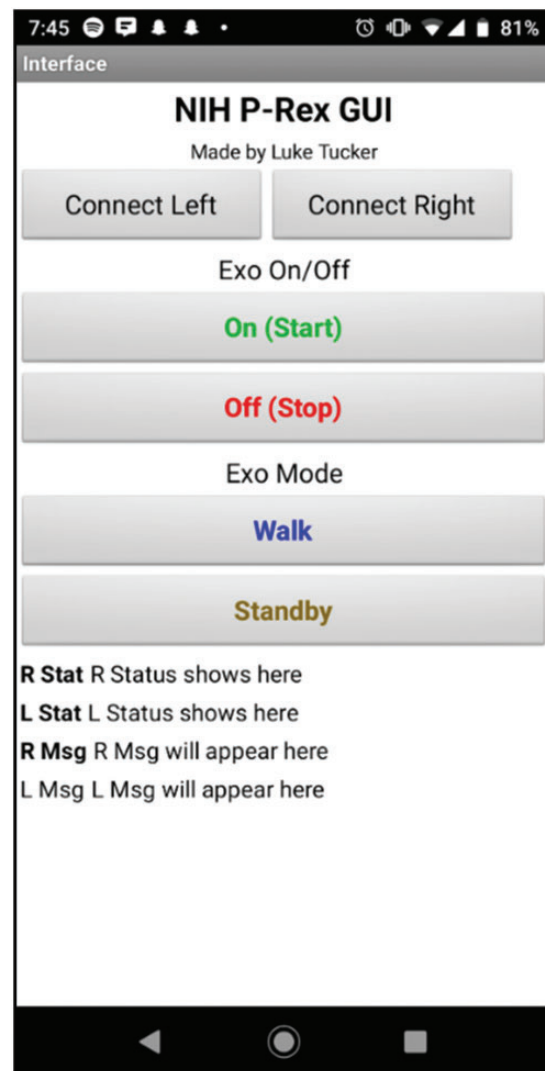 7:45 81%
Interface
NIH P-Rex GUI
Made by Luke Tucker
Connect Left Connect Right
Exo On/Off
On (Start)
Off (Stop)
Exo Mode
Walk
Standby
R Stat R Status shows here
L Stat L Status shows here
R Msg R Msg will appear here
L Msg L Msg will appear here